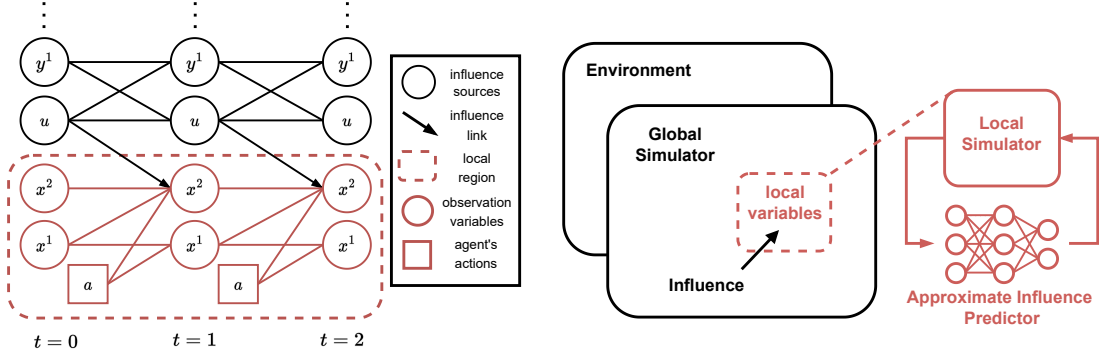 y¹ y¹ y¹
u u u
x² x² x²
x¹ x¹ x¹
a a
t = 0 t = 1 t = 2
influence
sources
influence
link
local
region
observation
variables
agent's
actions
Environment
Global
Simulator
local
variables
Influence
Local
Simulator
Approximate Influence
Predictor